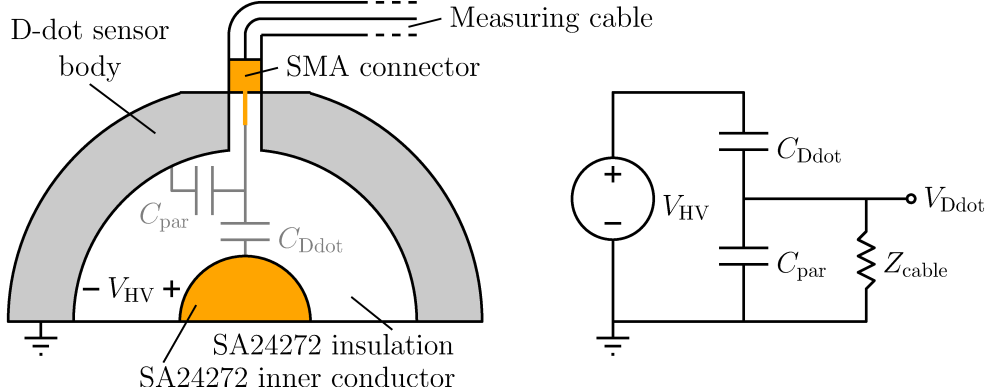 D-dot sensor
body
Measuring cable
SMA connector
C_par
C_Ddot
− V_HV +
SA24272 insulation
SA24272 inner conductor
+
−
V_HV
C_Ddot
C_par
V_Ddot
Z_cable